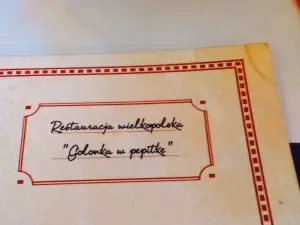 Restauracja wielkopolska
"Golonka w pepitkę"